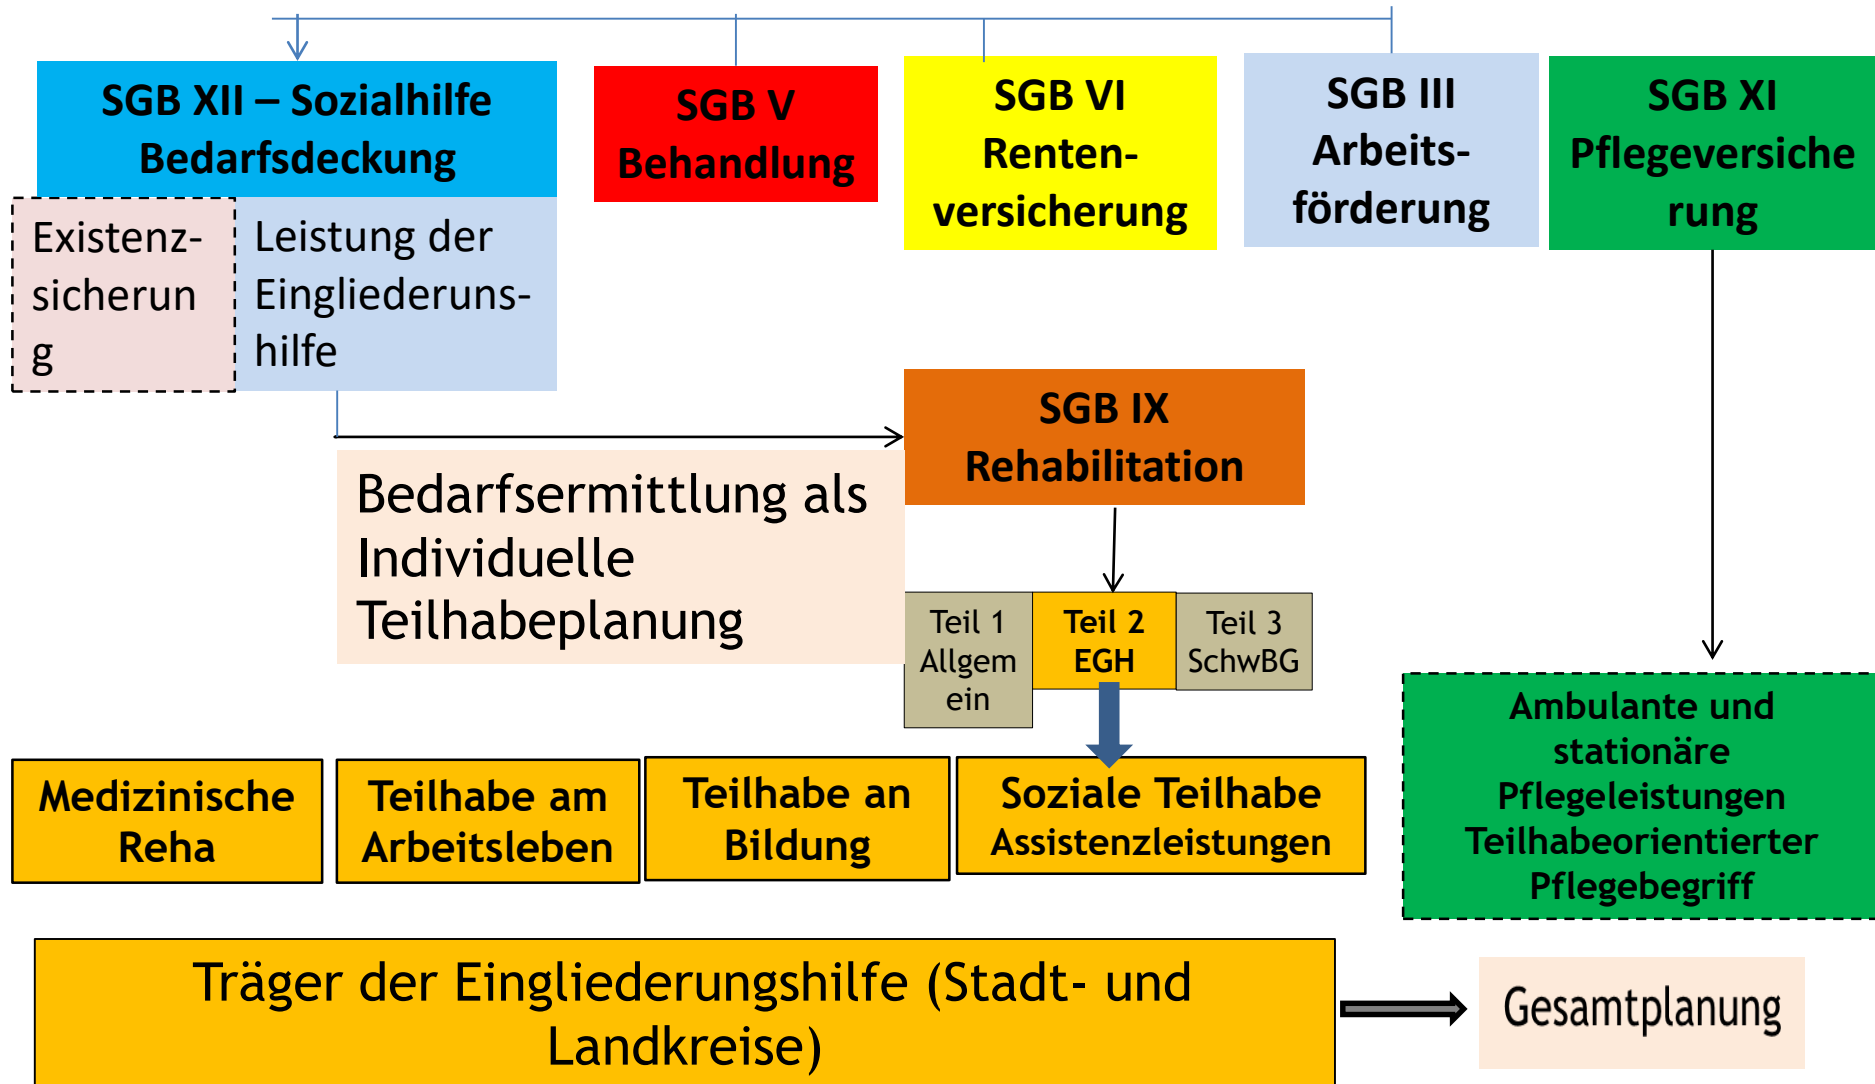 SGB XII – Sozialhilfe
Bedarfsdeckung
SGB V
Behandlung
SGB VI
Renten-
versicherung
SGB III
Arbeits-
förderung
SGB XI
Pflegeversiche
rung
Existenz-
sicherun
g
Leistung der
Eingliederuns-
hilfe
SGB IX
Rehabilitation
Bedarfsermittlung als
Individuelle
Teilhabeplanung
Teil 1
Allgem
ein
Teil 2
EGH
Teil 3
SchwBG
Ambulante und
stationäre
Pflegeleistungen
Teilhabeorientierter
Pflegebegriff
Medizinische
Reha
Teilhabe am
Arbeitsleben
Teilhabe an
Bildung
Soziale Teilhabe
Assistenzleistungen
Träger der Eingliederungshilfe (Stadt- und
Landkreise)
Gesamtplanung